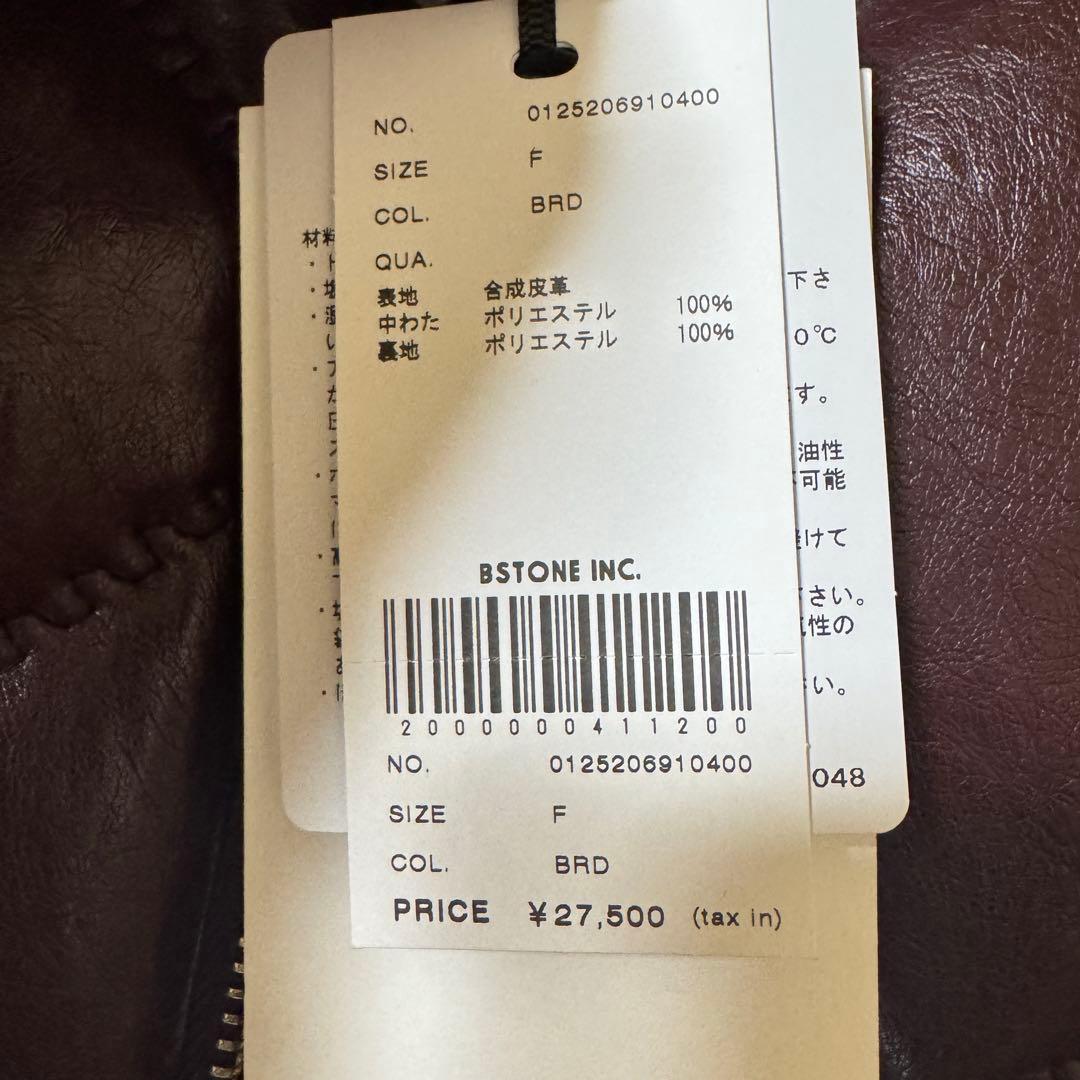 NO. 0125206910400
SIZE F
COL. BRD
QUA.
表地 合成皮革
中わた ポリエステル 100%
裏地 ポリエステル 100%
BSTONE INC.
2000000411200
NO. 0125206910400
SIZE F
COL. BRD
PRICE ¥27,500 (tax in)
材料
下さ
0℃
す。
油性
可能
けて
さい。
性の
い。
048